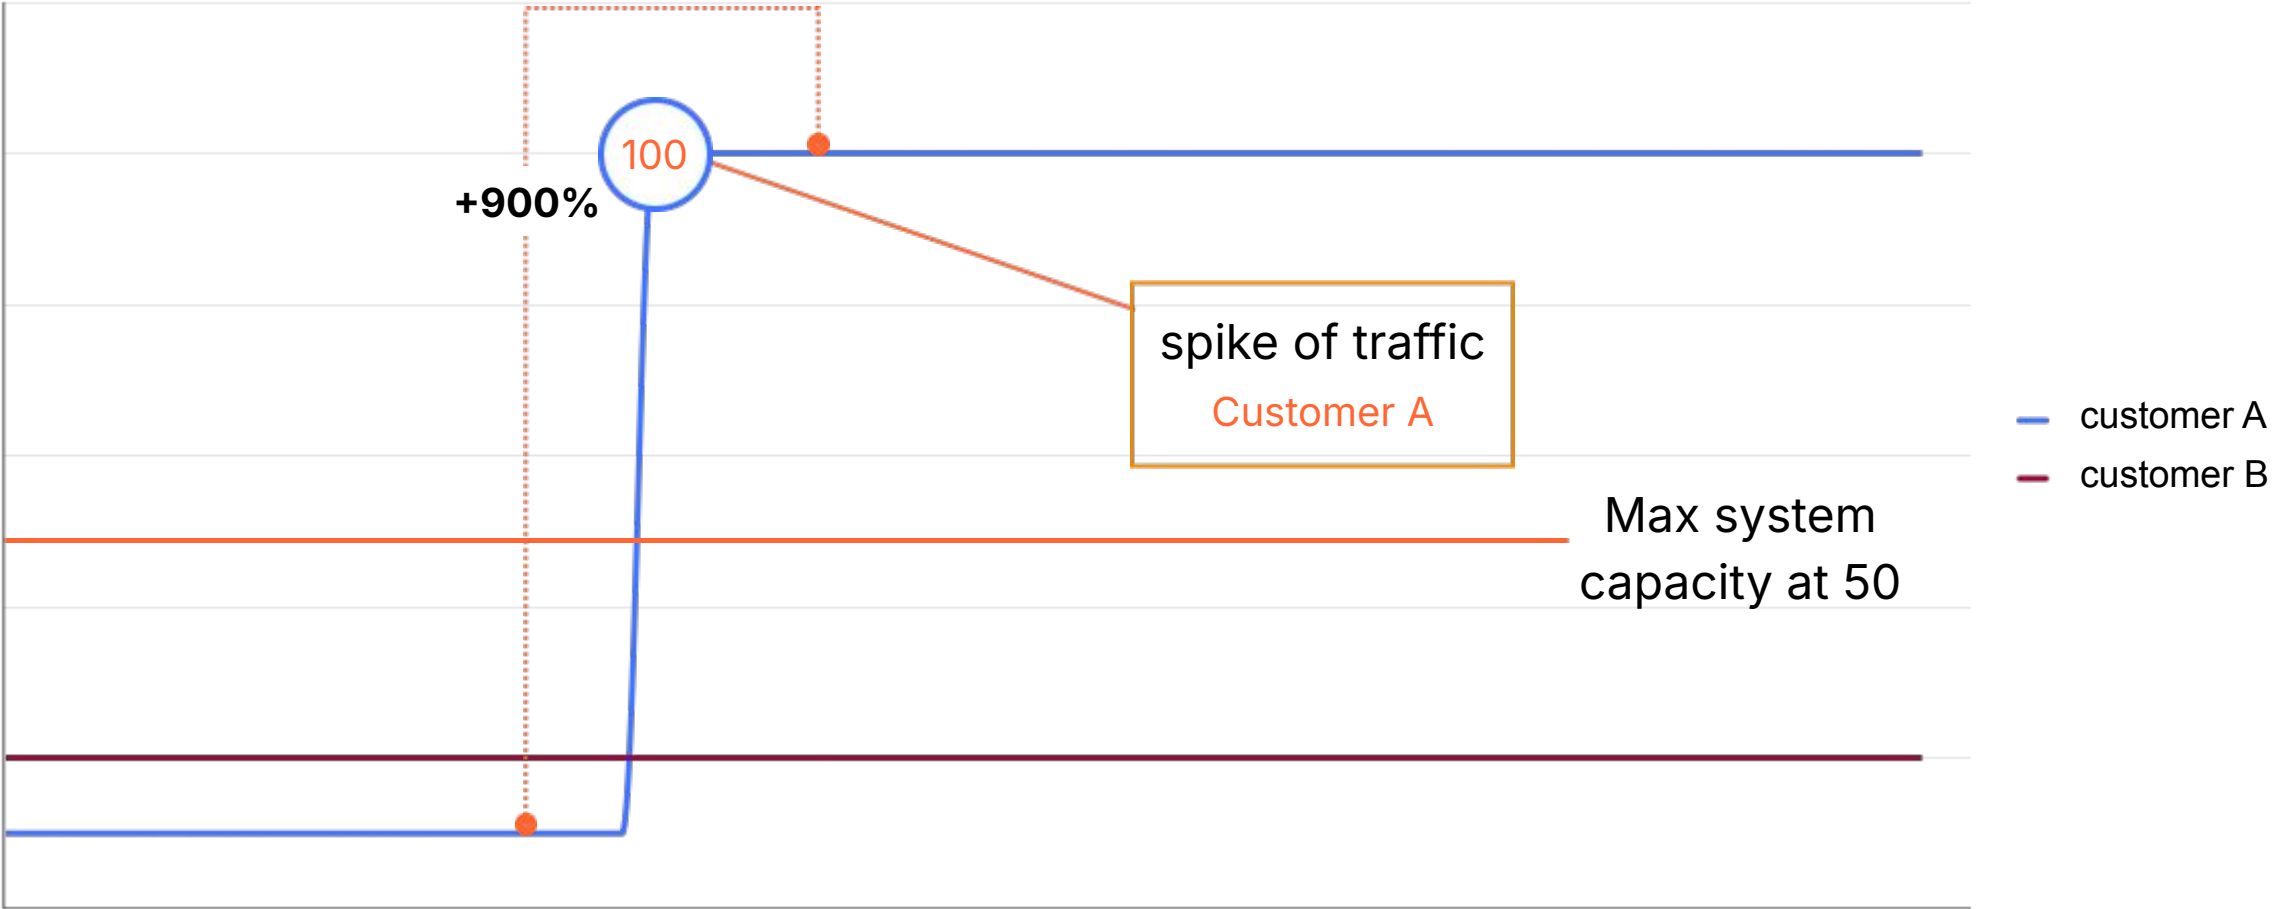 100
+900%
spike of traffic
Customer A
customer A
customer B
Max system
capacity at 50